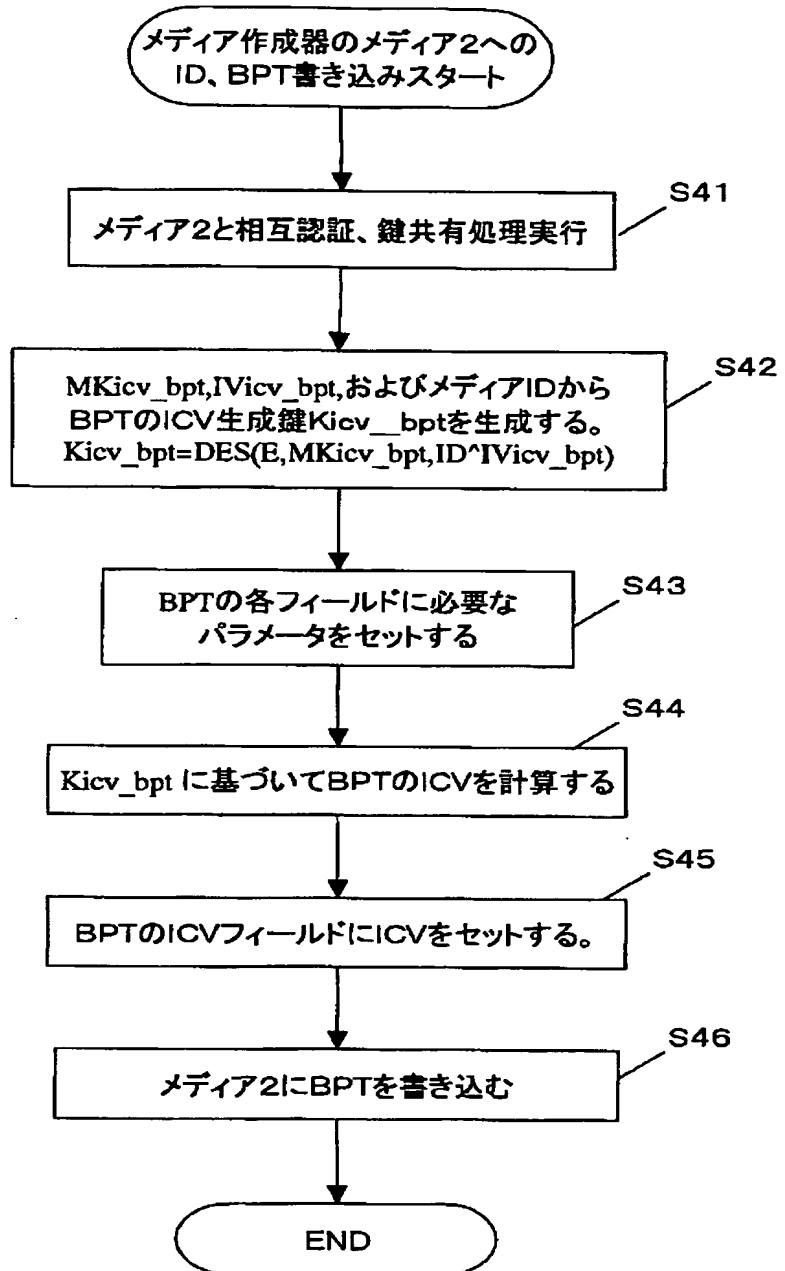 メディア作成器のメディア2への
ID、BPT書き込みスタート
S41
メディア2と相互認証、鍵共有処理実行
S42
MKicv_bpt,IVicv_bpt,およびメディアIDから
BPTのICV生成鍵Kicv__bptを生成する。
Kicv_bpt=DES(E,MKicv_bpt,ID^IVicv_bpt)
S43
BPTの各フィールドに必要な
パラメータをセットする
S44
Kicv_bpt に基づいてBPTのICVを計算する
S45
BPTのICVフィールドにICVをセットする。
S46
メディア2にBPTを書き込む
END